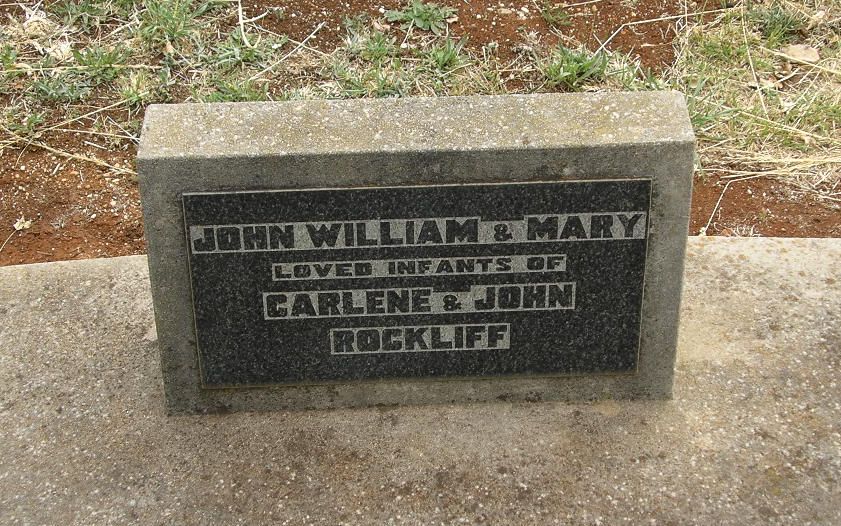 JOHN WILLIAM & MARY
LOVED INFANTS OF
CARLENE & JOHN
ROCKLIFF